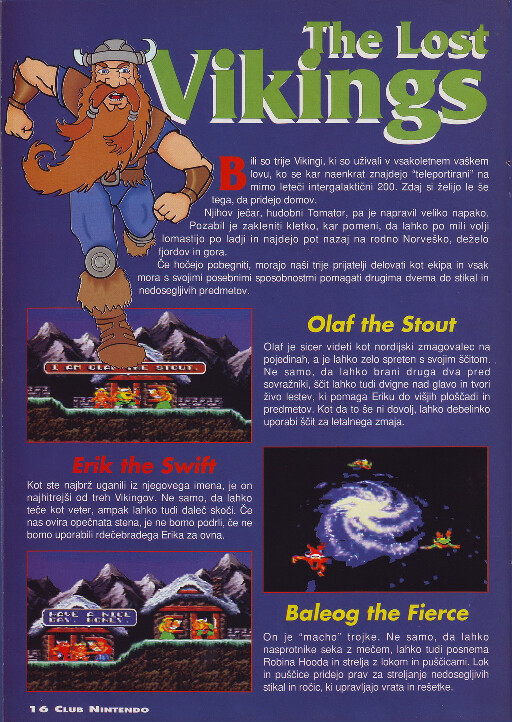 The Lost
Vikings
Bili so trije Vikingi, ki so uživali v vsakoletnem vaškem
lovu, ko se kar naenkrat znajdejo "teleportirani" na
mimo leteči intergalaktični 200. Zdaj si želijo le še
tega, da pridejo domov.
Njihov ječar, hudobni Tomator, pa je napravil veliko napako.
Pozabil je zakleniti kletko, kar pomeni, da lahko po mili volji
lomastijo po ladji in najdejo pot nazaj na rodno Norveško, deželo
fjordov in gora.
Če hočejo pobegniti, morajo naši trije prijatelji delovati kot ekipa in vsak
mora s svojimi posebnimi sposobnostmi pomagati drugima dvema do stikal in
nedosegljivih predmetov.
I AM OLAF THE STOUT.
Olaf the Stout
Olaf je sicer videti kot nordijski zmagovalec na
pojedinah, a je lahko zelo spreten s svojim ščitom.
Ne samo, da lahko brani druga dva pred
sovražniki, ščit lahko tudi dvigne nad glavo in tvori
živo lestev, ki pomaga Eriku do višjih ploščadi in
predmetov. Kot da to še ni dovolj, lahko debelinko
uporabi ščit za letalnega zmaja.
Erik the Swift
Kot ste najbrž uganili iz njegovega imena, je on
najhitrejši od treh Vikingov. Ne samo, da lahko
teče kot veter, ampak lahko tudi daleč skoči. Če
nas ovira opečnata stena, je ne bomo podrli, če ne
bomo uporabili rdečebradega Erika za ovna.
HAVE A NICE
DAY, DONEY.
Baleog the Fierce
On je "macho" trojke. Ne samo, da lahko
nasprotnike seka z mečem, lahko tudi posnema
Robina Hooda in strelja z lokom in puščicami. Lok
in puščice pridejo prav za streljanje nedosegljivih
stikal in ročic, ki upravljajo vrata in rešetke.
16 CLUB NINTENDO